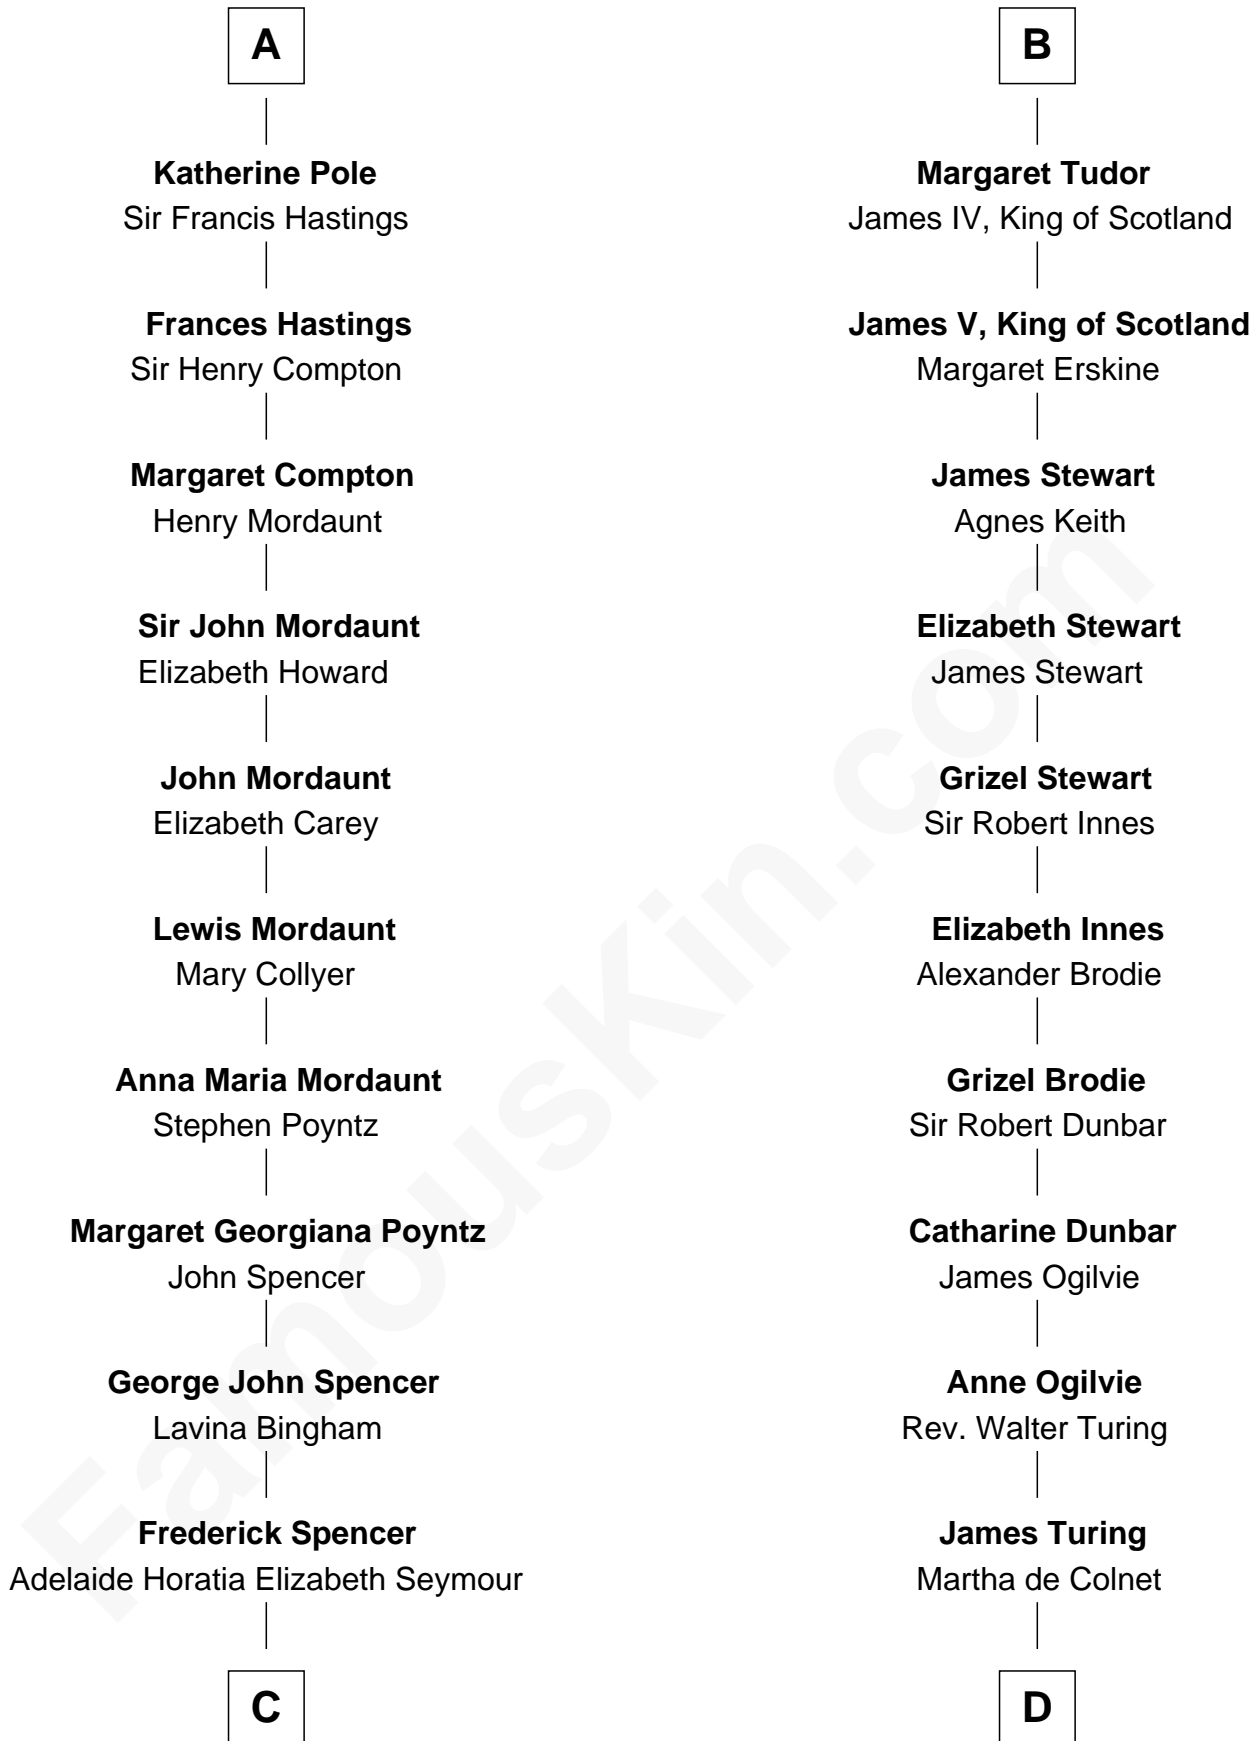 A
Katherine Pole
Sir Francis Hastings
Frances Hastings
Sir Henry Compton
Margaret Compton
Henry Mordaunt
Sir John Mordaunt
Elizabeth Howard
John Mordaunt
Elizabeth Carey
Lewis Mordaunt
Mary Collyer
Anna Maria Mordaunt
Stephen Poyntz
Margaret Georgiana Poyntz
John Spencer
George John Spencer
Lavina Bingham
Frederick Spencer
Adelaide Horatia Elizabeth Seymour
C
B
Margaret Tudor
James IV, King of Scotland
James V, King of Scotland
Margaret Erskine
James Stewart
Agnes Keith
Elizabeth Stewart
James Stewart
Grizel Stewart
Sir Robert Innes
Elizabeth Innes
Alexander Brodie
Grizel Brodie
Sir Robert Dunbar
Catharine Dunbar
James Ogilvie
Anne Ogilvie
Rev. Walter Turing
James Turing
Martha de Colnet
D
FamousKin.com